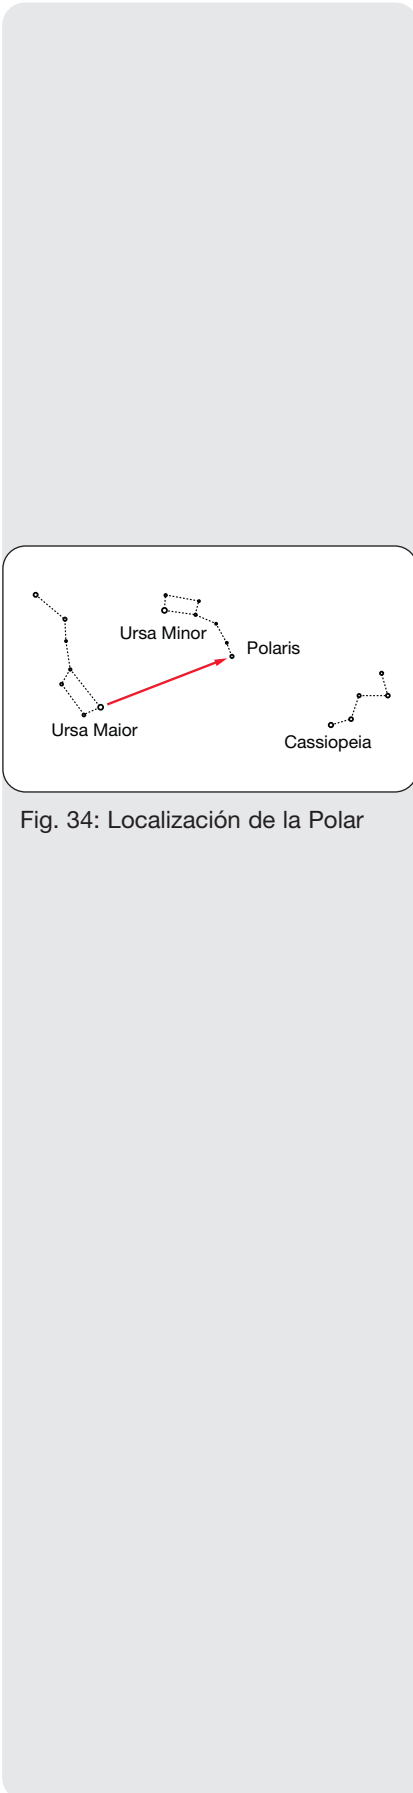 Ursa Minor
Polaris
Ursa Maior
Cassiopeia
Fig. 34: Localización de la Polar